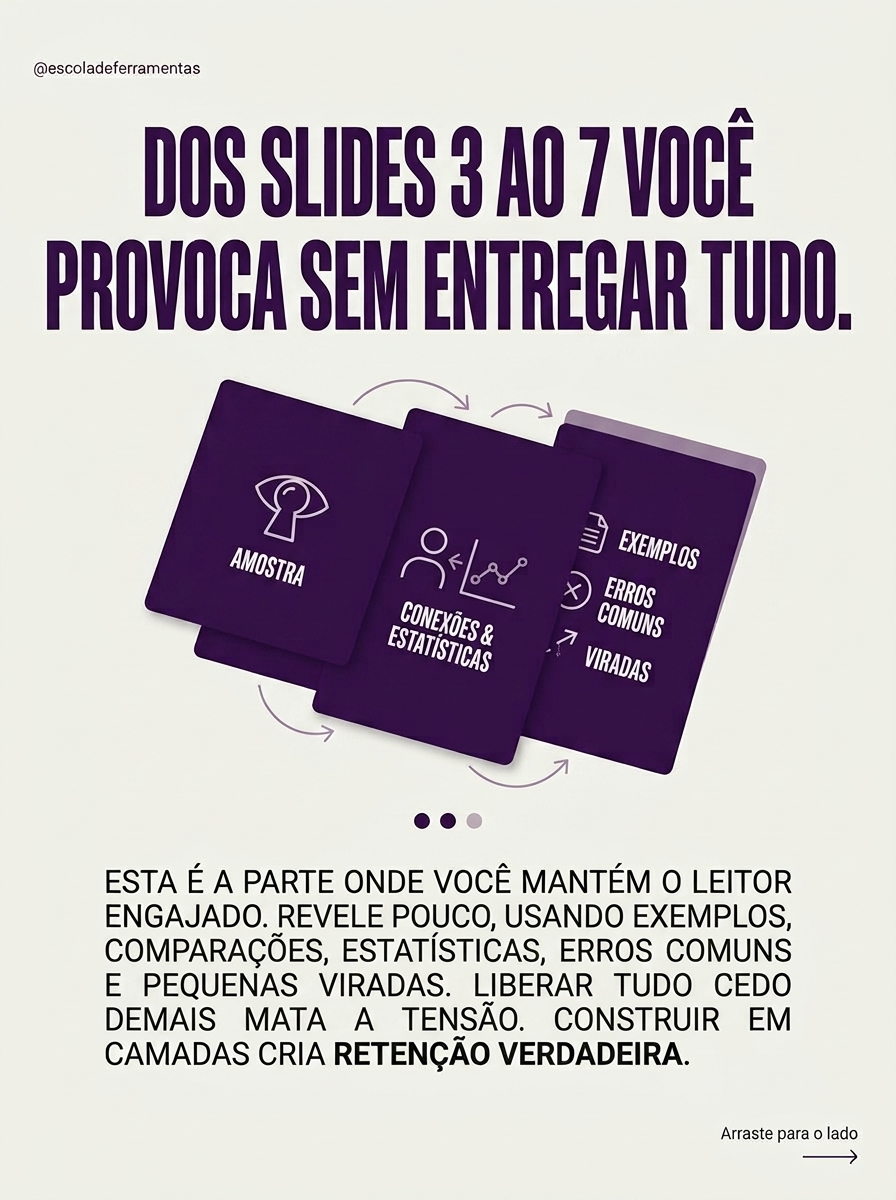 @escoladeferramentas
DOS SLIDES 3 AO 7 VOCÊ
PROVOCA SEM ENTREGAR TUDO.
AMOSTRA
CONEXÕES &
ESTATÍSTICAS
EXEMPLOS
ERROS
COMUNS
VIRADAS
ESTA É A PARTE ONDE VOCÊ MANTÉM O LEITOR
ENGAJADO. REVELE POUCO, USANDO EXEMPLOS,
COMPARAÇÕES, ESTATÍSTICAS, ERROS COMUNS
E PEQUENAS VIRADAS. LIBERAR TUDO CEDO
DEMAIS MATA A TENSÃO. CONSTRUIR EM
CAMADAS CRIA RETENÇÃO VERDADEIRA.
Arraste para o lado